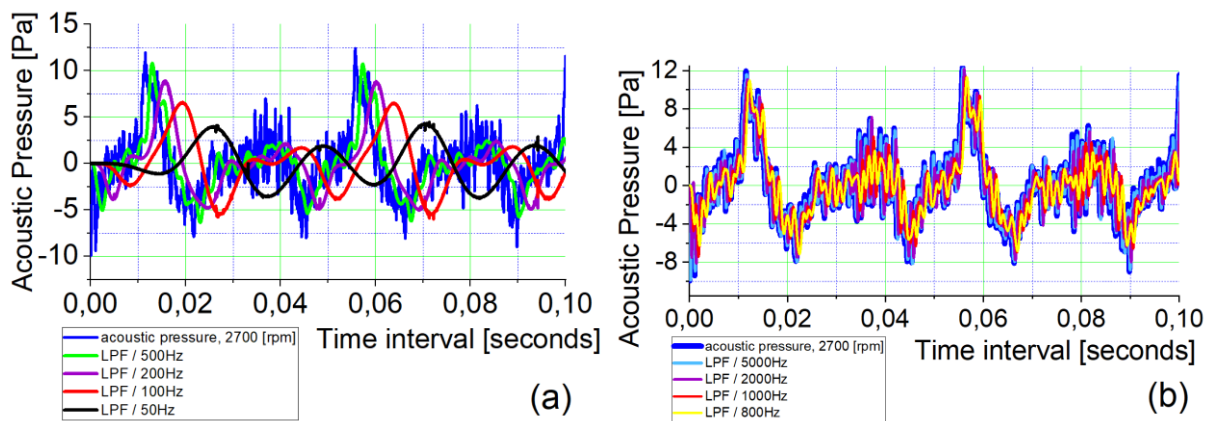 15
10
5
0
-5
-10
Acoustic Pressure [Pa]
0,00 0,02 0,04 0,06 0,08 0,10
Time interval [seconds]
acoustic pressure, 2700 [rpm]
LPF / 500Hz
LPF / 200Hz
LPF / 100Hz
LPF / 50Hz
(a)
12
8
4
0
-4
-8
Acoustic Pressure [Pa]
0,00 0,02 0,04 0,06 0,08 0,10
Time interval [seconds]
acoustic pressure, 2700 [rpm]
LPF / 5000Hz
LPF / 2000Hz
LPF / 1000Hz
LPF / 800Hz
(b)